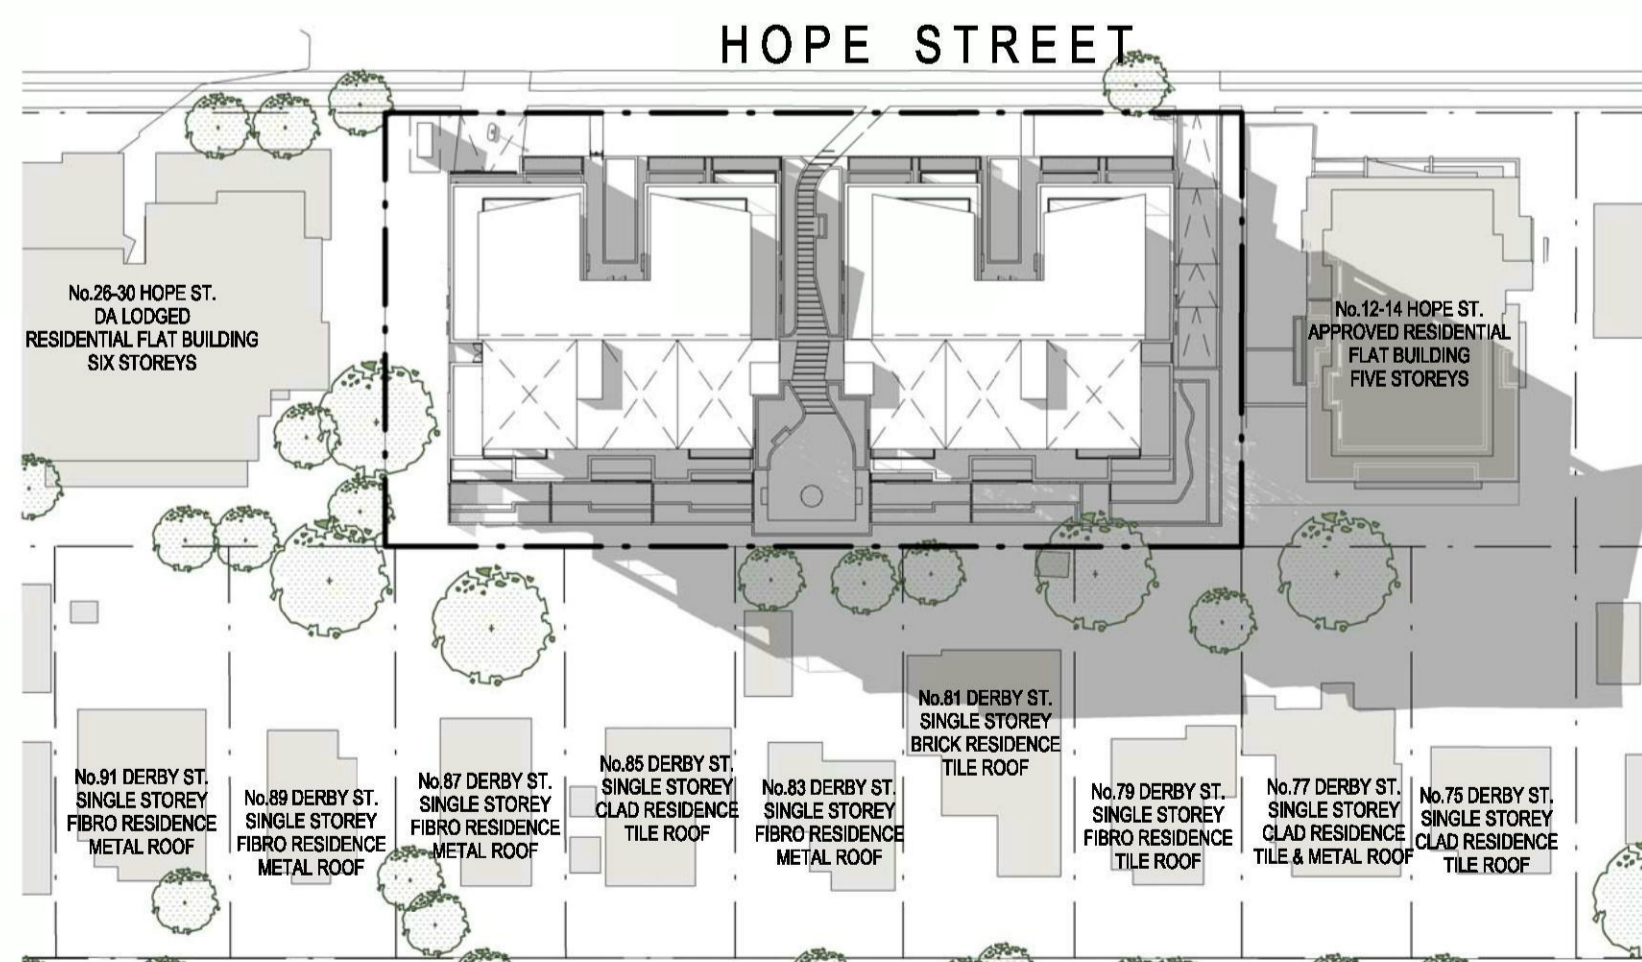 HOPE STREET
No.26-30 HOPE ST.
DA LODGED
RESIDENTIAL FLAT BUILDING
SIX STOREYS
No.12-14 HOPE ST.
APPROVED RESIDENTIAL
FLAT BUILDING
FIVE STOREYS
No.91 DERBY ST.
SINGLE STOREY
FIBRO RESIDENCE
METAL ROOF
No.89 DERBY ST.
SINGLE STOREY
FIBRO RESIDENCE
METAL ROOF
No.87 DERBY ST.
SINGLE STOREY
FIBRO RESIDENCE
METAL ROOF
No.85 DERBY ST.
SINGLE STOREY
CLAD RESIDENCE
TILE ROOF
No.83 DERBY ST.
SINGLE STOREY
FIBRO RESIDENCE
METAL ROOF
No.81 DERBY ST.
SINGLE STOREY
BRICK RESIDENCE
TILE ROOF
No.79 DERBY ST.
SINGLE STOREY
FIBRO RESIDENCE
TILE ROOF
No.77 DERBY ST.
SINGLE STOREY
CLAD RESIDENCE
TILE & METAL ROOF
No.75 DERBY ST.
SINGLE STOREY
CLAD RESIDENCE
TILE ROOF